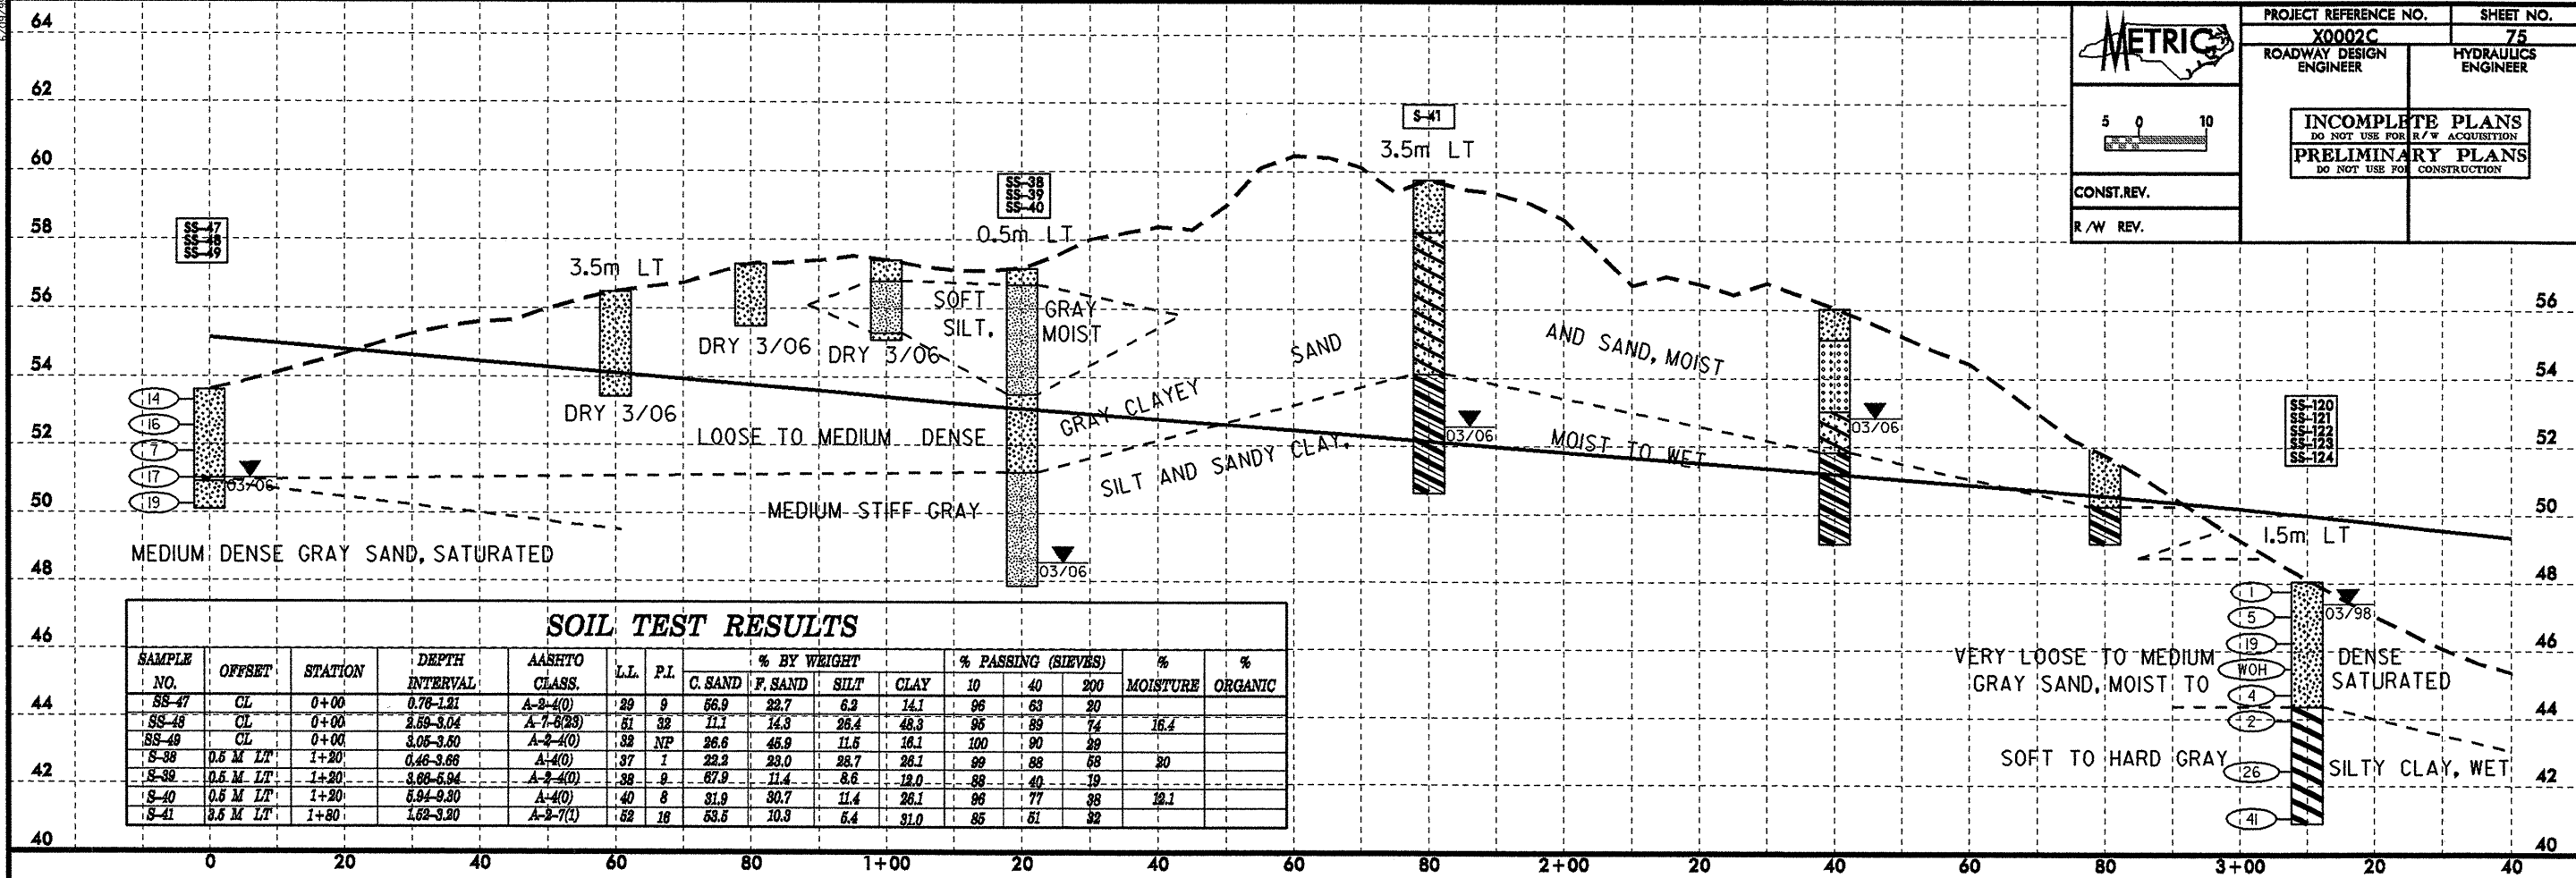 METRIC
PROJECT REFERENCE NO. SHEET NO.
X0002C 75
ROADWAY DESIGN ENGINEER
HYDRAULICS ENGINEER
INCOMPLETE PLANS
DO NOT USE FOR R/W ACQUISITION
PRELIMINARY PLANS
DO NOT USE FOR CONSTRUCTION
5 0 10
CONST.REV.
R/W REV.
64
62
60
58
56
54
52
50
48
46
44
42
40
SS-47
SS-48
SS-49
3.5m LT
SS-38
SS-39
SS-40
0.5m LT
S-41
3.5m LT
DRY 3/06
DRY 3/06
DRY 3/06
SOFT GRAY
SILT, MOIST
14
16
7
17
19
03/06
LOOSE TO MEDIUM DENSE
GRAY CLAYEY
SAND
AND SAND, MOIST
MEDIUM STIFF GRAY
SILT AND SANDY CLAY,
MOIST TO WET
03/06
03/06
03/06
MEDIUM DENSE GRAY SAND, SATURATED
SS-120
SS-121
SS-122
SS-123
SS-124
1.5m LT
03/98
1
5
19
WOH
4
2
26
41
VERY LOOSE TO MEDIUM DENSE
GRAY SAND, MOIST TO SATURATED
SOFT TO HARD GRAY SILTY CLAY, WET
56
54
52
50
48
46
44
42
40
SOIL TEST RESULTS
SAMPLE NO. OFFSET STATION DEPTH INTERVAL AASHTO CLASS. L.L. P.I. % BY WEIGHT % PASSING (SIEVES) % MOISTURE % ORGANIC
C. SAND F. SAND SILT CLAY 10 40 200
SS-47 CL 0+00 0.76-1.21 A-2-4(0) 29 9 56.9 22.7 6.2 14.1 96 63 20
SS-48 CL 0+00 2.59-3.04 A-7-6(23) 51 32 11.1 14.3 26.4 48.3 95 89 74 16.4
SS-49 CL 0+00 3.05-3.50 A-2-4(0) 32 NP 26.6 45.9 11.5 16.1 100 90 29
S-38 0.5 M LT 1+20 0.46-3.66 A-4(0) 37 1 22.2 23.0 28.7 26.1 99 88 58 30
S-39 0.5 M LT 1+20 3.66-5.94 A-2-4(0) 38 9 67.9 11.4 8.6 12.0 88 40 19
S-40 0.5 M LT 1+20 5.94-9.30 A-4(0) 40 8 31.9 30.7 11.4 26.1 96 77 38 12.1
S-41 3.5 M LT 1+80 1.52-3.20 A-2-7(1) 52 16 53.5 10.3 5.4 31.0 85 51 32
0 20 40 60 80 1+00 20 40 60 80 2+00 20 40 60 80 3+00 20 40